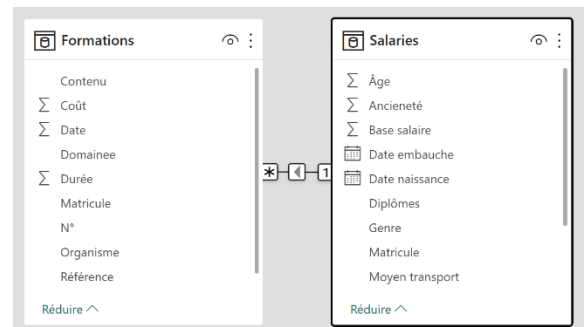 Formations
Contenu
Coût
Date
Domainee
Durée
Matricule
N°
Organisme
Référence
Réduire
* 1
Salaries
Âge
Ancieneté
Base salaire
Date embauche
Date naissance
Diplômes
Genre
Matricule
Moyen transport
Réduire